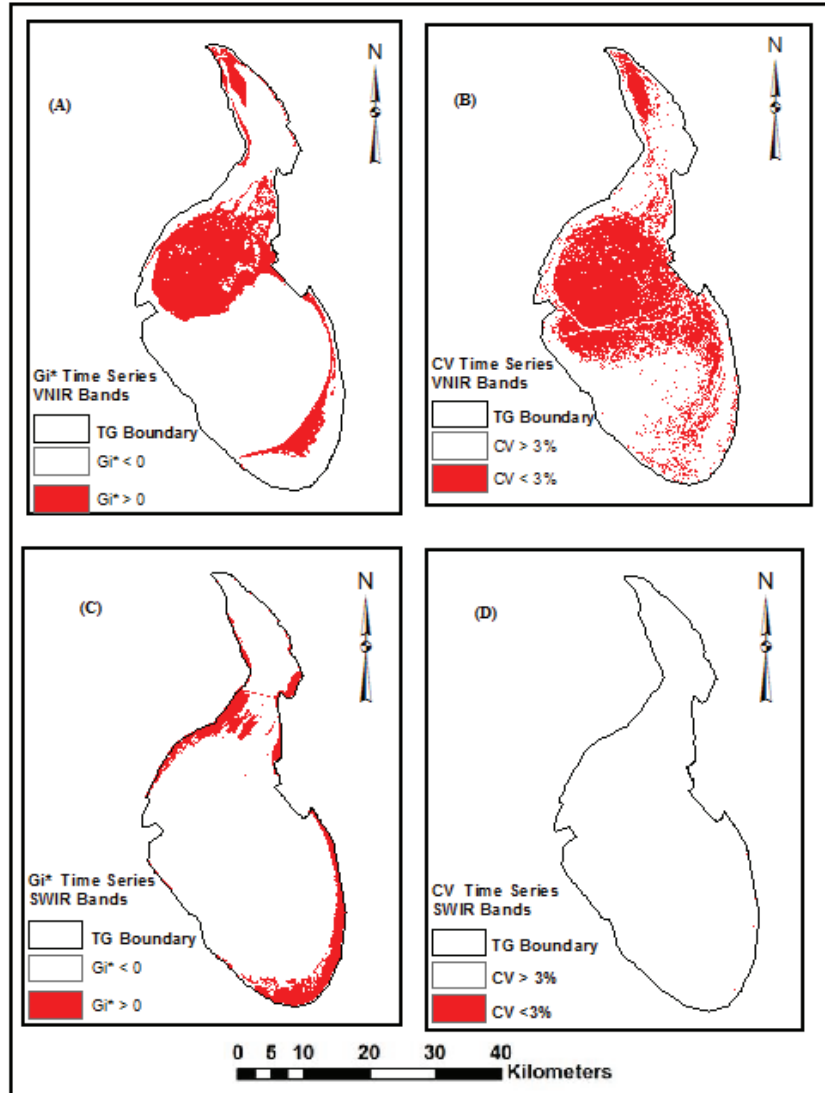 N
(A)
Gi* Time Series
VNIR Bands
TG Boundary
Gi* < 0
Gi* > 0
N
(B)
CV Time Series
VNIR Bands
TG Boundary
CV > 3%
CV < 3%
N
(C)
Gi* Time Series
SWIR Bands
TG Boundary
Gi* < 0
Gi* > 0
N
(D)
CV Time Series
SWIR Bands
TG Boundary
CV > 3%
CV <3%
0 5 10 20 30 40
Kilometers